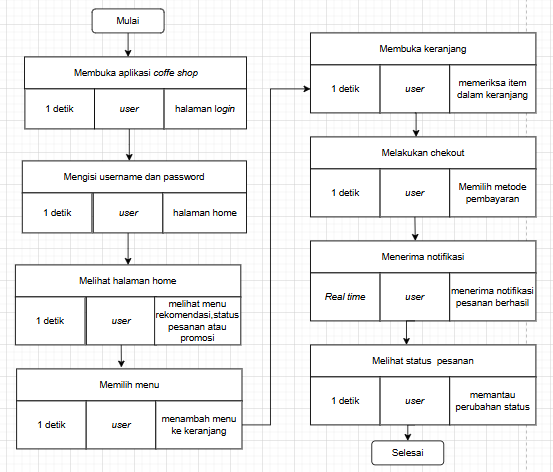 Mulai
Membuka aplikasi coffe shop
1 detik
user
halaman login
Mengisi username dan password
1 detik
user
halaman home
Melihat halaman home
1 detik
user
melihat menu
rekomendasi,status
pesanan atau
promosi
Memilih menu
1 detik
user
menambah menu
ke keranjang
Membuka keranjang
1 detik
user
memeriksa item
dalam keranjang
Melakukan chekout
1 detik
user
Memilih metode
pembayaran
Menerima notifikasi
Real time
user
menerima notifikasi
pesanan berhasil
Melihat status pesanan
1 detik
user
memantau
perubahan status
Selesai